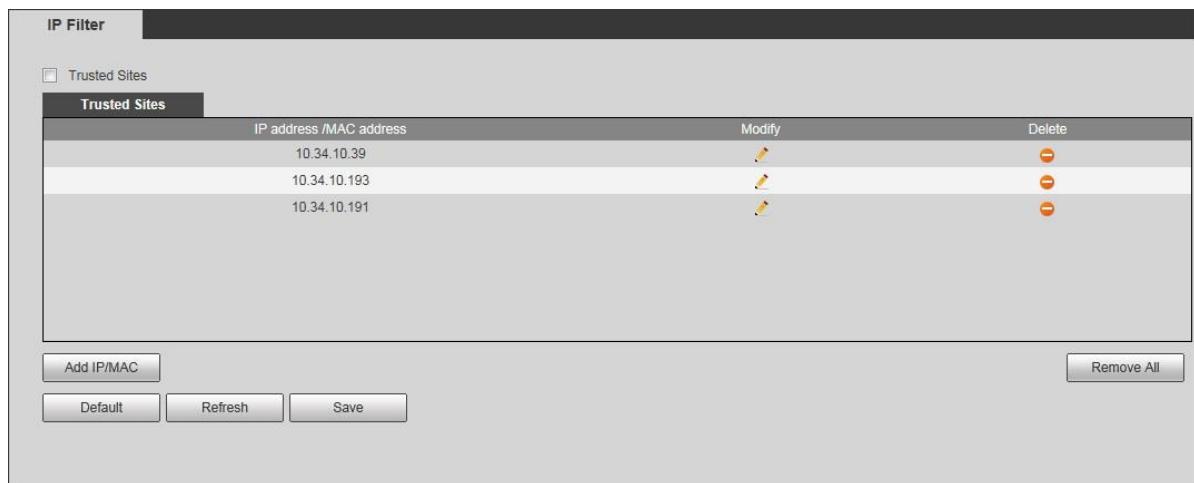 IP Filter
Trusted Sites
Trusted Sites
IP address /MAC address Modify Delete
10.34.10.39
10.34.10.193
10.34.10.191
Add IP/MAC Remove All
Default Refresh Save